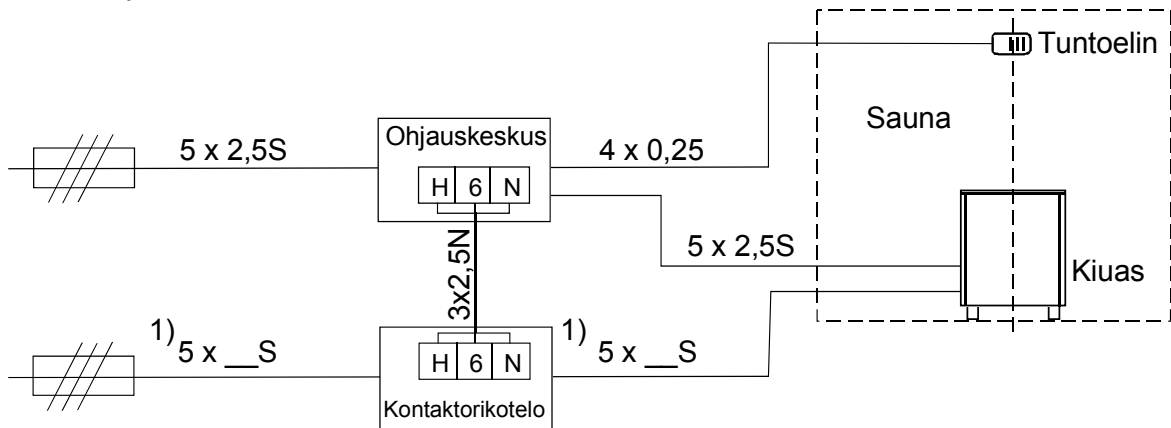 Tuntoelin
Sauna
5 x 2,5S
Ohjauskeskus
4 x 0,25
H 6 N
5 x 2,5S
Kiuas
3x2,5N
1)
5 x __S
H 6 N
1)
5 x __S
Kontaktorikotelo